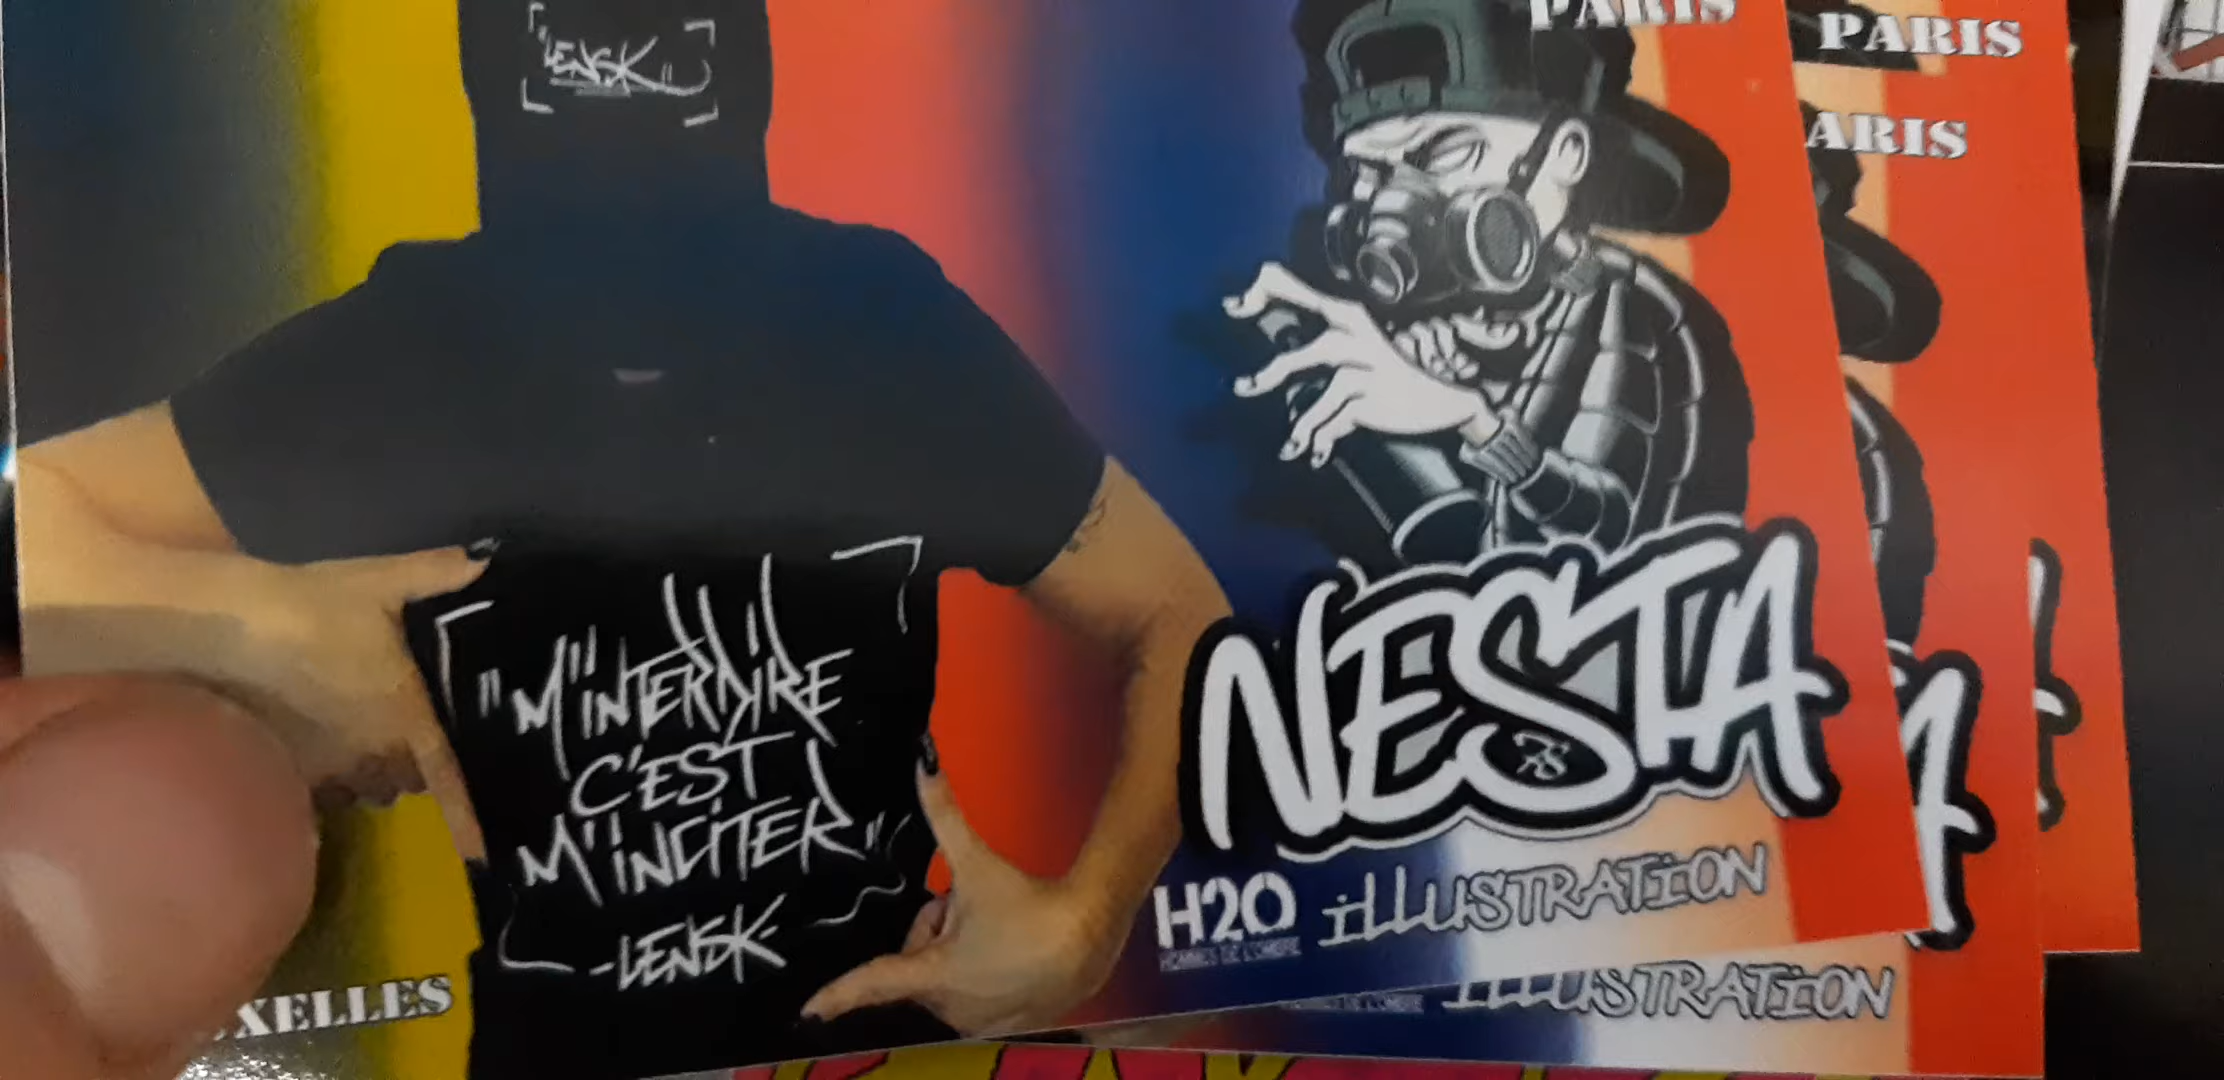 PARIS
PARIS
ARIS
"LENSK"
"M'INTERDIRE
C'EST
M'INCITER"
-LENSK-
NESTA
78
H2O
HOMMES DE L'OMBRE
ILLUSTRATION
XELLES
ILLUSTRATION